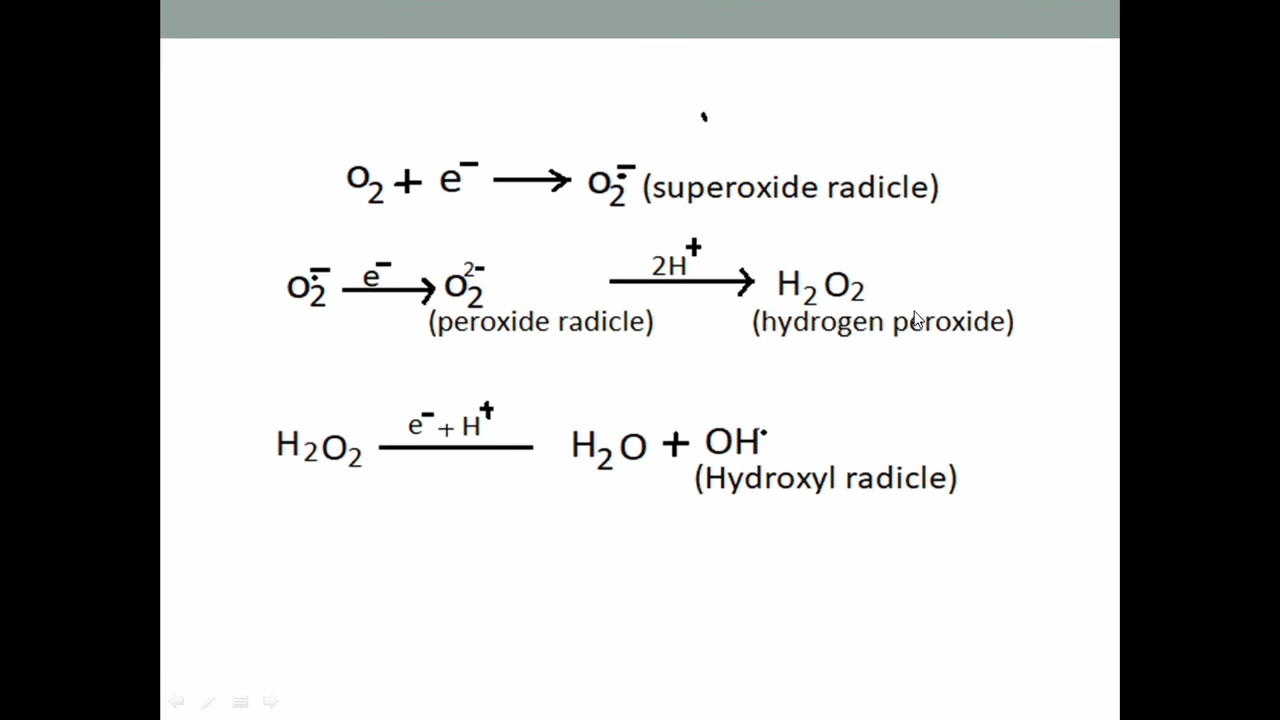 O₂ + e⁻ ⟶ O₂•⁻ (superoxide radicle)
O₂•⁻ e⁻⟶ O₂²⁻ 2H⁺⟶ H₂O₂
(peroxide radicle) (hydrogen peroxide)
H₂O₂ e⁻ + H⁺ H₂O + OH•
(Hydroxyl radicle)